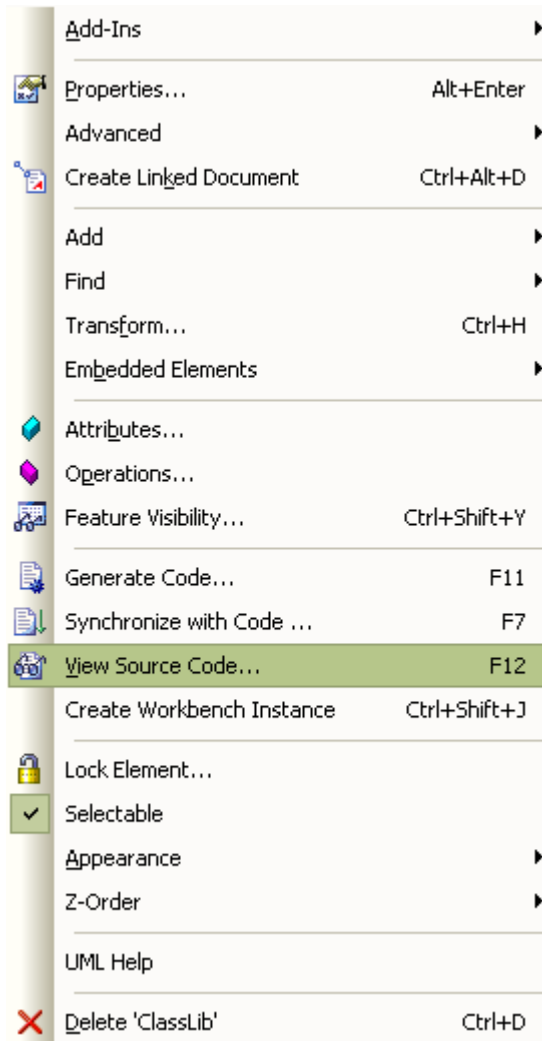 Add-Ins
Properties... Alt+Enter
Advanced
Create Linked Document Ctrl+Alt+D
Add
Find
Transform... Ctrl+H
Embedded Elements
Attributes...
Operations...
Feature Visibility... Ctrl+Shift+Y
Generate Code... F11
Synchronize with Code ... F7
View Source Code... F12
Create Workbench Instance Ctrl+Shift+J
Lock Element...
Selectable
Appearance
Z-Order
UML Help
Delete 'ClassLib' Ctrl+D